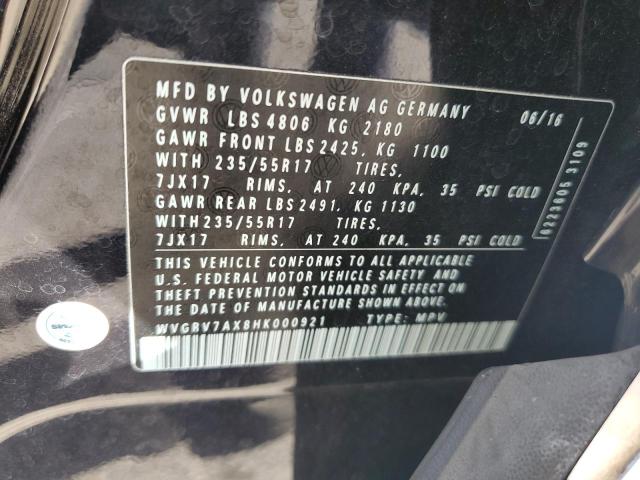 MFD BY VOLKSWAGEN AG GERMANY 06/16
GVWR LBS 4806 KG 2180
GAWR FRONT LBS 2425, KG 1100
WITH 235/55R17 TIRES,
7JX17 RIMS, AT 240 KPA, 35 PSI COLD
GAWR REAR LBS 2491, KG 1130
WITH 235/55R17 TIRES,
7JX17 RIMS, AT 240 KPA, 35 PSI COLD
THIS VEHICLE CONFORMS TO ALL APPLICABLE
U.S. FEDERAL MOTOR VEHICLE SAFETY AND
THEFT PREVENTION STANDARDS IN EFFECT ON
THE DATE OF MANUFACTURE SHOWN ABOVE.
WVGRV7AX8HK000921 TYPE: MPV
0223605 3109